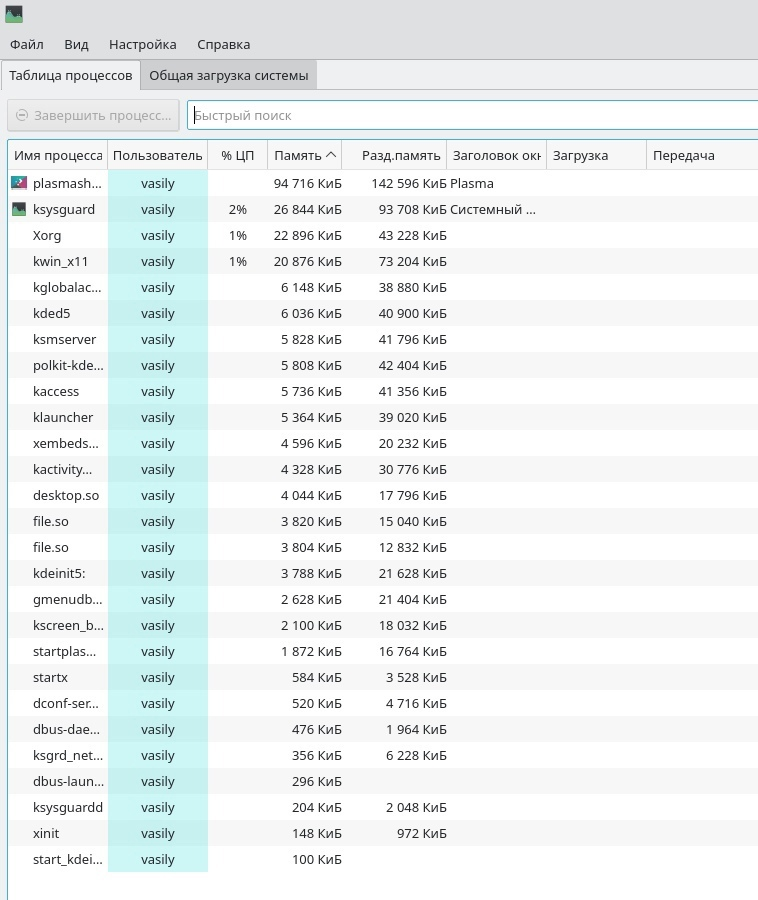 Файл Вид Настройка Справка
Таблица процессов Общая загрузка системы
Завершить процесс... Быстрый поиск
Имя процесса Пользователь % ЦП Память Разд.память Заголовок окн Загрузка Передача
plasmash... vasily 94 716 КиБ 142 596 КиБ Plasma
ksysguard vasily 2% 26 844 КиБ 93 708 КиБ Системный ...
Xorg vasily 1% 22 896 КиБ 43 228 КиБ
kwin_x11 vasily 1% 20 876 КиБ 73 204 КиБ
kglobalac... vasily 6 148 КиБ 38 880 КиБ
kded5 vasily 6 036 КиБ 40 900 КиБ
ksmserver vasily 5 828 КиБ 41 796 КиБ
polkit-kde... vasily 5 808 КиБ 42 404 КиБ
kaccess vasily 5 736 КиБ 41 356 КиБ
klauncher vasily 5 364 КиБ 39 020 КиБ
xembeds... vasily 4 596 КиБ 20 232 КиБ
kactivity... vasily 4 328 КиБ 30 776 КиБ
desktop.so vasily 4 044 КиБ 17 796 КиБ
file.so vasily 3 820 КиБ 15 040 КиБ
file.so vasily 3 804 КиБ 12 832 КиБ
kdeinit5: vasily 3 788 КиБ 21 628 КиБ
gmenudb... vasily 2 628 КиБ 21 404 КиБ
kscreen_b... vasily 2 100 КиБ 18 032 КиБ
startplas... vasily 1 872 КиБ 16 764 КиБ
startx vasily 584 КиБ 3 528 КиБ
dconf-ser... vasily 520 КиБ 4 716 КиБ
dbus-dae... vasily 476 КиБ 1 964 КиБ
ksgrd_net... vasily 356 КиБ 6 228 КиБ
dbus-laun... vasily 296 КиБ
ksysguardd vasily 204 КиБ 2 048 КиБ
xinit vasily 148 КиБ 972 КиБ
start_kdei... vasily 100 КиБ